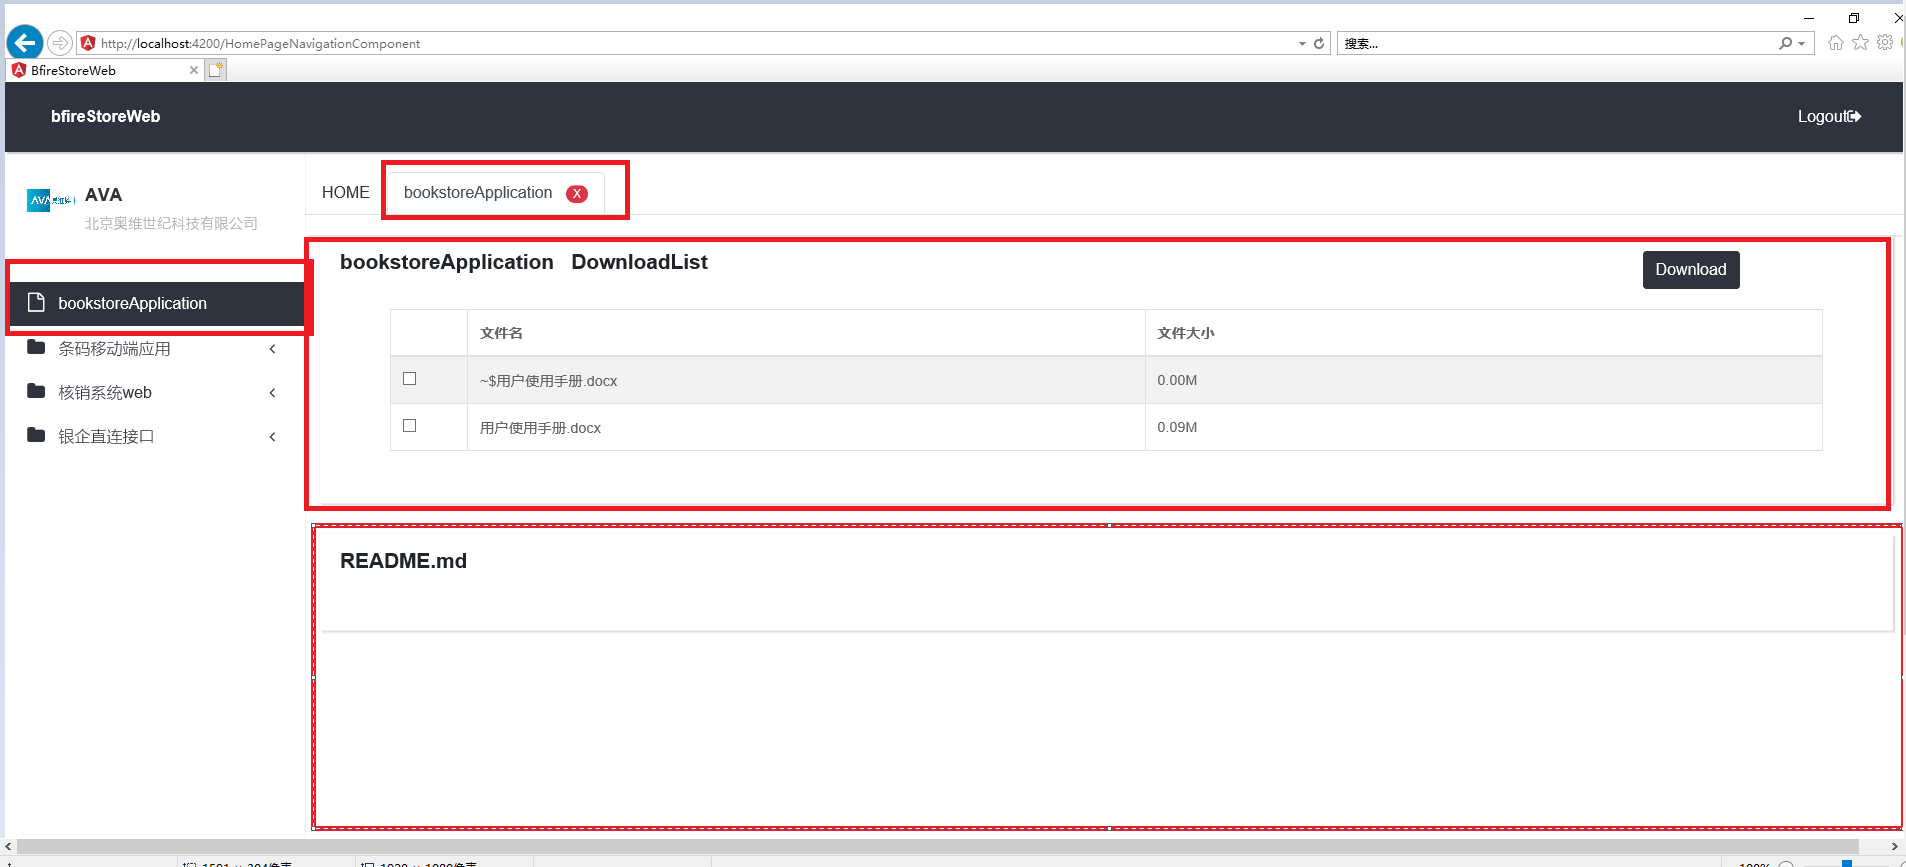 http://localhost:4200/HomePageNavigationComponent
搜索...
BfireStoreWeb
bfireStoreWeb
Logout
AVA
AVA
北京奥维世纪科技有限公司
HOME
bookstoreApplication
X
bookstoreApplication
条码移动端应用
核销系统web
银企直连接口
bookstoreApplication DownloadList
Download
文件名
文件大小
~$用户使用手册.docx
0.00M
用户使用手册.docx
0.09M
README.md